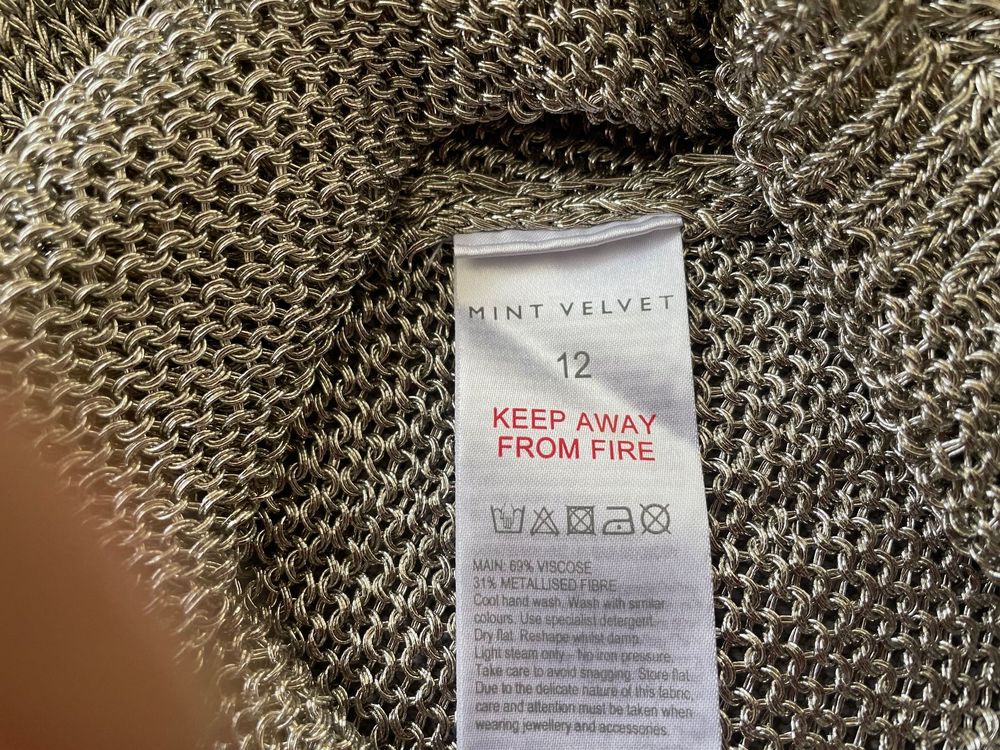 MINT VELVET
12
KEEP AWAY
FROM FIRE
MAIN: 69% VISCOSE
31% METALLISED FIBRE
Cool hand wash. Wash with similar
colours. Use specialist detergent.
Dry flat. Reshape whilst damp.
Light steam only – No iron pressure.
Take care to avoid snagging. Store flat.
Due to the delicate nature of this fabric,
care and attention must be taken when
wearing jewellery and accessories.